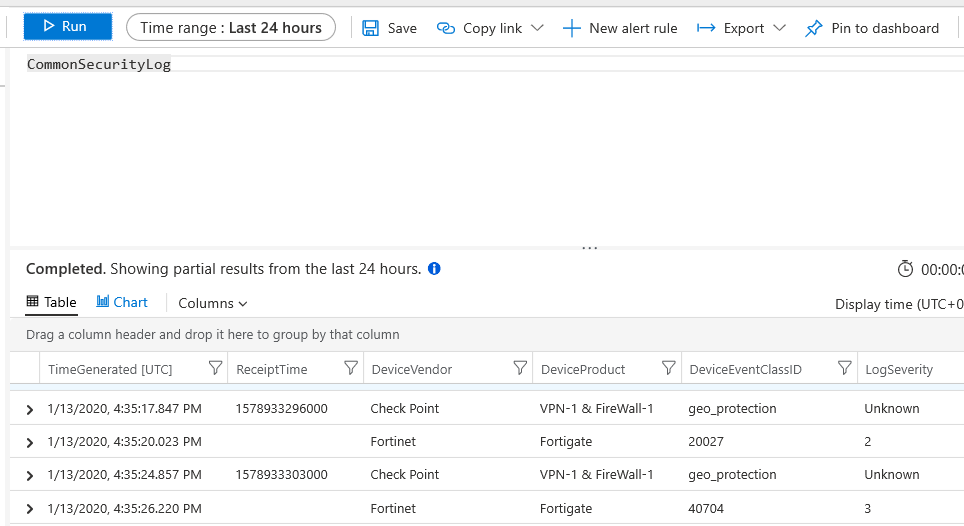 Run Time range : Last 24 hours Save Copy link New alert rule Export Pin to dashboard
CommonSecurityLog
...
Completed. Showing partial results from the last 24 hours. 00:00:0
Table Chart Columns Display time (UTC+0
Drag a column header and drop it here to group by that column
TimeGenerated [UTC] ReceiptTime DeviceVendor DeviceProduct DeviceEventClassID LogSeverity
1/13/2020, 4:35:17.847 PM 1578933296000 Check Point VPN-1 & FireWall-1 geo_protection Unknown
1/13/2020, 4:35:20.023 PM Fortinet Fortigate 20027 2
1/13/2020, 4:35:24.857 PM 1578933303000 Check Point VPN-1 & FireWall-1 geo_protection Unknown
1/13/2020, 4:35:26.220 PM Fortinet Fortigate 40704 3